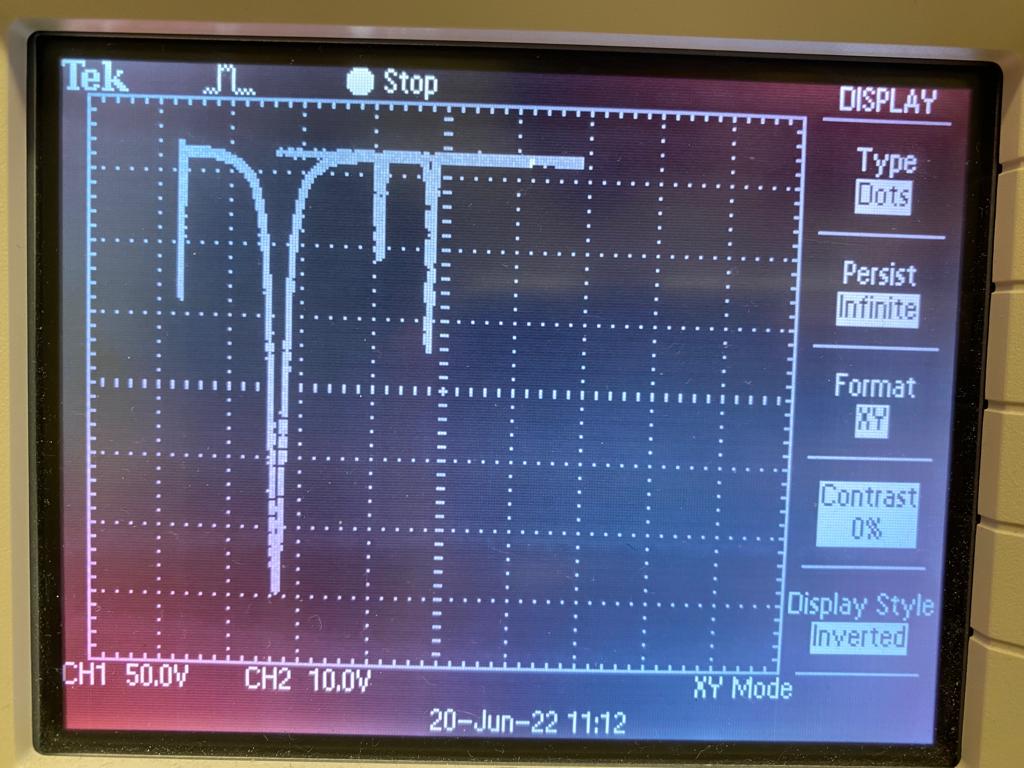 Tek Stop
DISPLAY
Type
Dots
Persist
Infinite
Format
XY
Contrast
0%
Display Style
Inverted
CH1 50.0V CH2 10.0V XY Mode
20-Jun-22 11:12